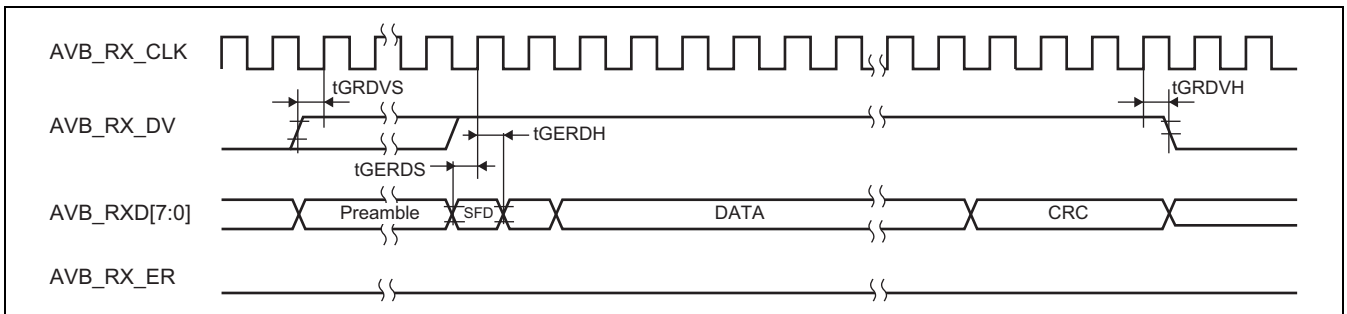 AVB_RX_CLK
tGRDVS
tGRDVH
AVB_RX_DV
tGERDH
tGERDS
AVB_RXD[7:0]
Preamble
SFD
DATA
CRC
AVB_RX_ER